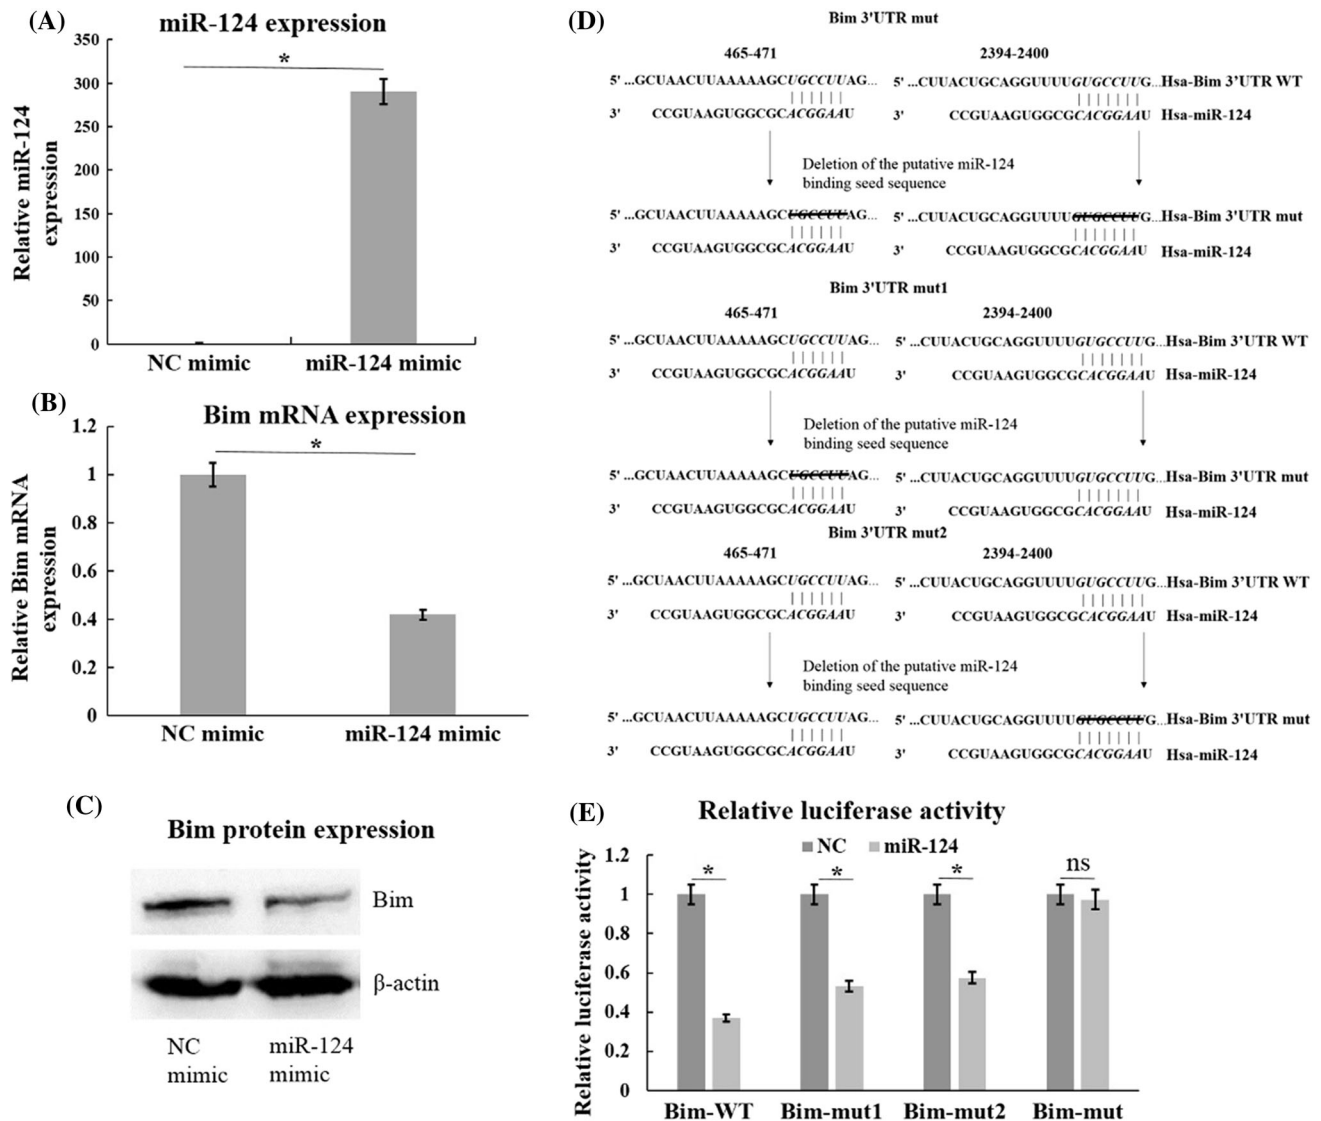 (A)
miR-124 expression
*
Relative miR-124
expression
350
300
250
200
150
100
50
0
NC mimic
miR-124 mimic
(B)
Bim mRNA expression
*
Relative Bim mRNA
expression
1.2
1
0.8
0.6
0.4
0.2
0
NC mimic
miR-124 mimic
(C)
Bim protein expression
Bim
β-actin
NC
mimic
miR-124
mimic
(D)
Bim 3'UTR mut
465-471 2394-2400
5' ...GCUAACUUAAAAAGCUGCCUUAG... 5' ...CUUACUGCAGGUUUUGUGCCUUG... Hsa-Bim 3'UTR WT
3' CCGUAAGUGGCGCACGGAAU 3' CCGUAAGUGGCGCACGGAAU Hsa-miR-124
Deletion of the putative miR-124
binding seed sequence
5' ...GCUAACUUAAAAAGCUGCCUUAG... 5' ...CUUACUGCAGGUUUUGUGCCUUG... Hsa-Bim 3'UTR mut
3' CCGUAAGUGGCGCACGGAAU 3' CCGUAAGUGGCGCACGGAAU Hsa-miR-124
Bim 3'UTR mut1
465-471 2394-2400
5' ...GCUAACUUAAAAAGCUGCCUUAG... 5' ...CUUACUGCAGGUUUUGUGCCUUG... Hsa-Bim 3'UTR WT
3' CCGUAAGUGGCGCACGGAAU 3' CCGUAAGUGGCGCACGGAAU Hsa-miR-124
Deletion of the putative miR-124
binding seed sequence
5' ...GCUAACUUAAAAAGCUGCCUUAG... 5' ...CUUACUGCAGGUUUUGUGCCUUG... Hsa-Bim 3'UTR mut
3' CCGUAAGUGGCGCACGGAAU 3' CCGUAAGUGGCGCACGGAAU Hsa-miR-124
Bim 3'UTR mut2
465-471 2394-2400
5' ...GCUAACUUAAAAAGCUGCCUUAG... 5' ...CUUACUGCAGGUUUUGUGCCUUG... Hsa-Bim 3'UTR WT
3' CCGUAAGUGGCGCACGGAAU 3' CCGUAAGUGGCGCACGGAAU Hsa-miR-124
Deletion of the putative miR-124
binding seed sequence
5' ...GCUAACUUAAAAAGCUGCCUUAG... 5' ...CUUACUGCAGGUUUUGUGCCUUG... Hsa-Bim 3'UTR mut
3' CCGUAAGUGGCGCACGGAAU 3' CCGUAAGUGGCGCACGGAAU Hsa-miR-124
(E)
Relative luciferase activity
NC miR-124
Relative luciferase activity
1.2
1
0.8
0.6
0.4
0.2
0
* * * ns
Bim-WT Bim-mut1 Bim-mut2 Bim-mut